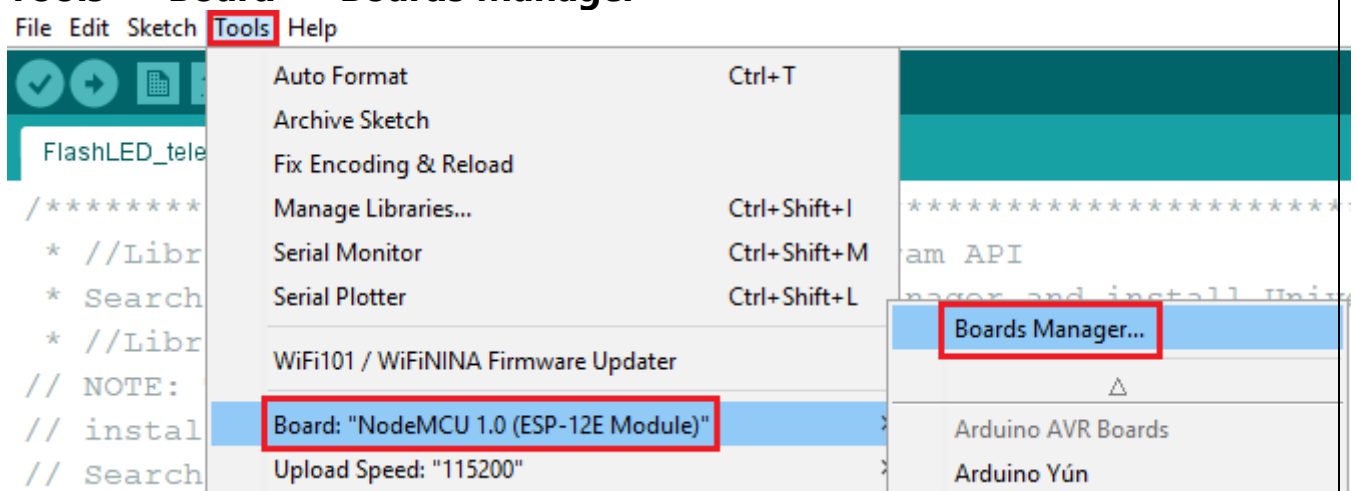 Tools Board Boards Manager
File Edit Sketch Tools Help
Auto Format Ctrl+T
Archive Sketch
FlashLED_tele
Fix Encoding & Reload
/******** Manage Libraries... Ctrl+Shift+I ***********************
* //Libr Serial Monitor Ctrl+Shift+M am API
* Search Serial Plotter Ctrl+Shift+L nager and install Unive
Boards Manager...
* //Libr
WiFi101 / WiFiNINA Firmware Updater
// NOTE:
// instal Board: "NodeMCU 1.0 (ESP-12E Module)" Arduino AVR Boards
// Search Upload Speed: "115200" Arduino Yún